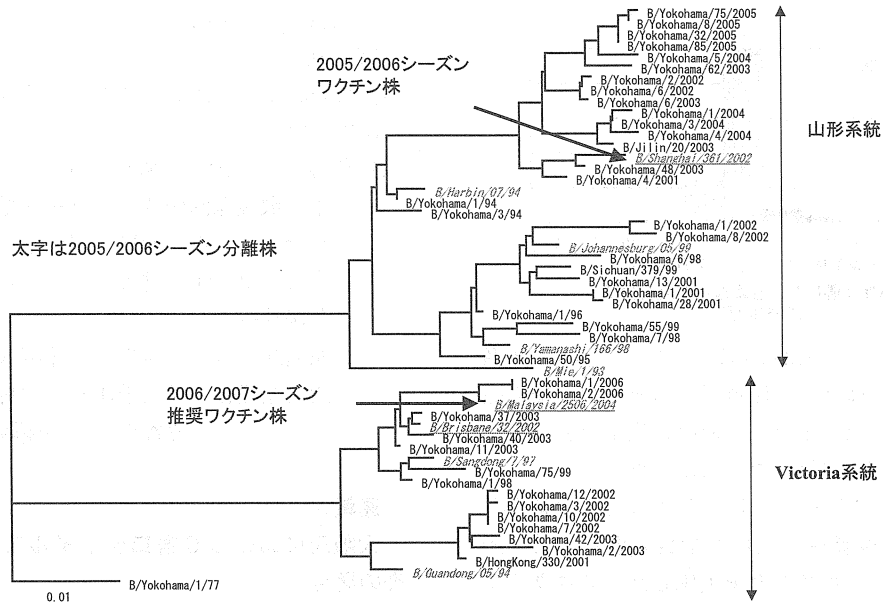 B/Yokohama/75/2005
B/Yokohama/8/2005
B/Yokohama/32/2005
B/Yokohama/85/2005
B/Yokohama/5/2004
B/Yokohama/62/2003
2005/2006シーズン
ワクチン株
B/Yokohama/2/2002
B/Yokohama/6/2002
B/Yokohama/6/2003
B/Yokohama/1/2004
B/Yokohama/3/2004
B/Yokohama/4/2004
山形系統
B/Jilin/20/2003
B/Shanghai/361/2002
B/Yokohama/48/2003
B/Yokohama/4/2001
B/Harbin/07/94
B/Yokohama/1/94
B/Yokohama/3/94
B/Yokohama/1/2002
B/Yokohama/8/2002
太字は2005/2006シーズン分離株
B/Johannesburg/05/99
B/Yokohama/6/98
B/Sichuan/379/99
B/Yokohama/13/2001
B/Yokohama/1/2001
B/Yokohama/28/2001
B/Yokohama/1/96
B/Yokohama/55/99
B/Yokohama/7/98
B/Yamanashi/166/98
B/Yokohama/50/95
B/Mie/1/93
2006/2007シーズン
推奨ワクチン株
B/Yokohama/1/2006
B/Yokohama/2/2006
B/Malaysia/2506/2004
B/Yokohama/37/2003
B/Brisbane/32/2002
B/Yokohama/40/2003
B/Yokohama/11/2003
B/Sangdong/7/97
B/Yokohama/75/99
B/Yokohama/1/98
Victoria系統
B/Yokohama/12/2002
B/Yokohama/3/2002
B/Yokohama/10/2002
B/Yokohama/7/2002
B/Yokohama/42/2003
B/Yokohama/2/2003
B/HongKong/330/2001
B/Guandong/05/94
B/Yokohama/1/77
0.01